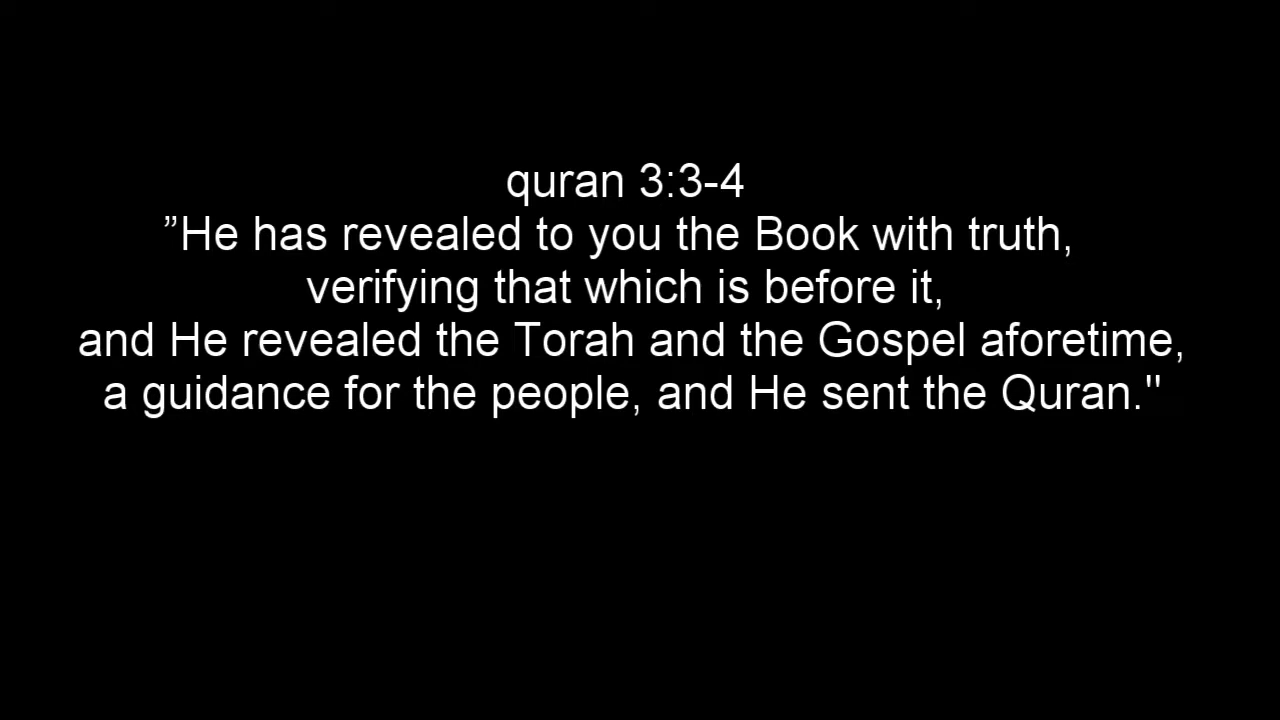 quran 3:3-4
”He has revealed to you the Book with truth,
verifying that which is before it,
and He revealed the Torah and the Gospel aforetime,
a guidance for the people, and He sent the Quran.''